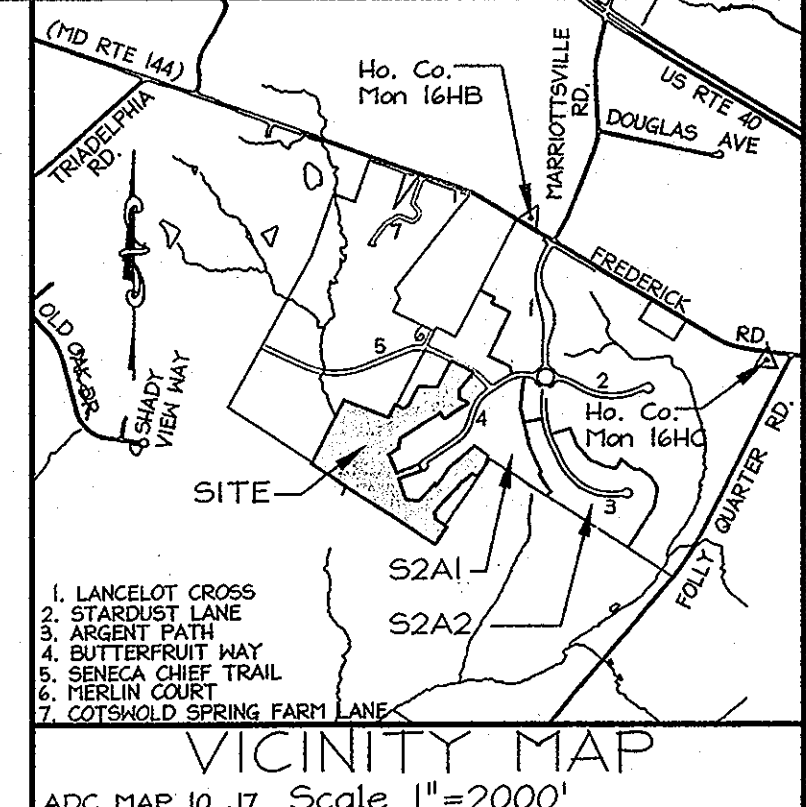 (MD RTE 144)
TRIADELPHIA
RD.
Ho. Co.
Mon 16HB
MARRIOTTSVILLE
RD.
US RTE 40
DOUGLAS AVE
FREDERICK
RD.
OLD OAK DR
SHADY
VIEW WAY
7
1
5
6
2
4
3
Ho. Co.
Mon 16HC
SITE
S2A1
S2A2
FOLLY QUARTER RD.
1. LANCELOT CROSS
2. STARDUST LANE
3. ARGENT PATH
4. BUTTERFRUIT WAY
5. SENECA CHIEF TRAIL
6. MERLIN COURT
7. COTSWOLD SPRING FARM LANE
VICINITY MAP
ADC MAP 10 J7 Scale 1"=2000'